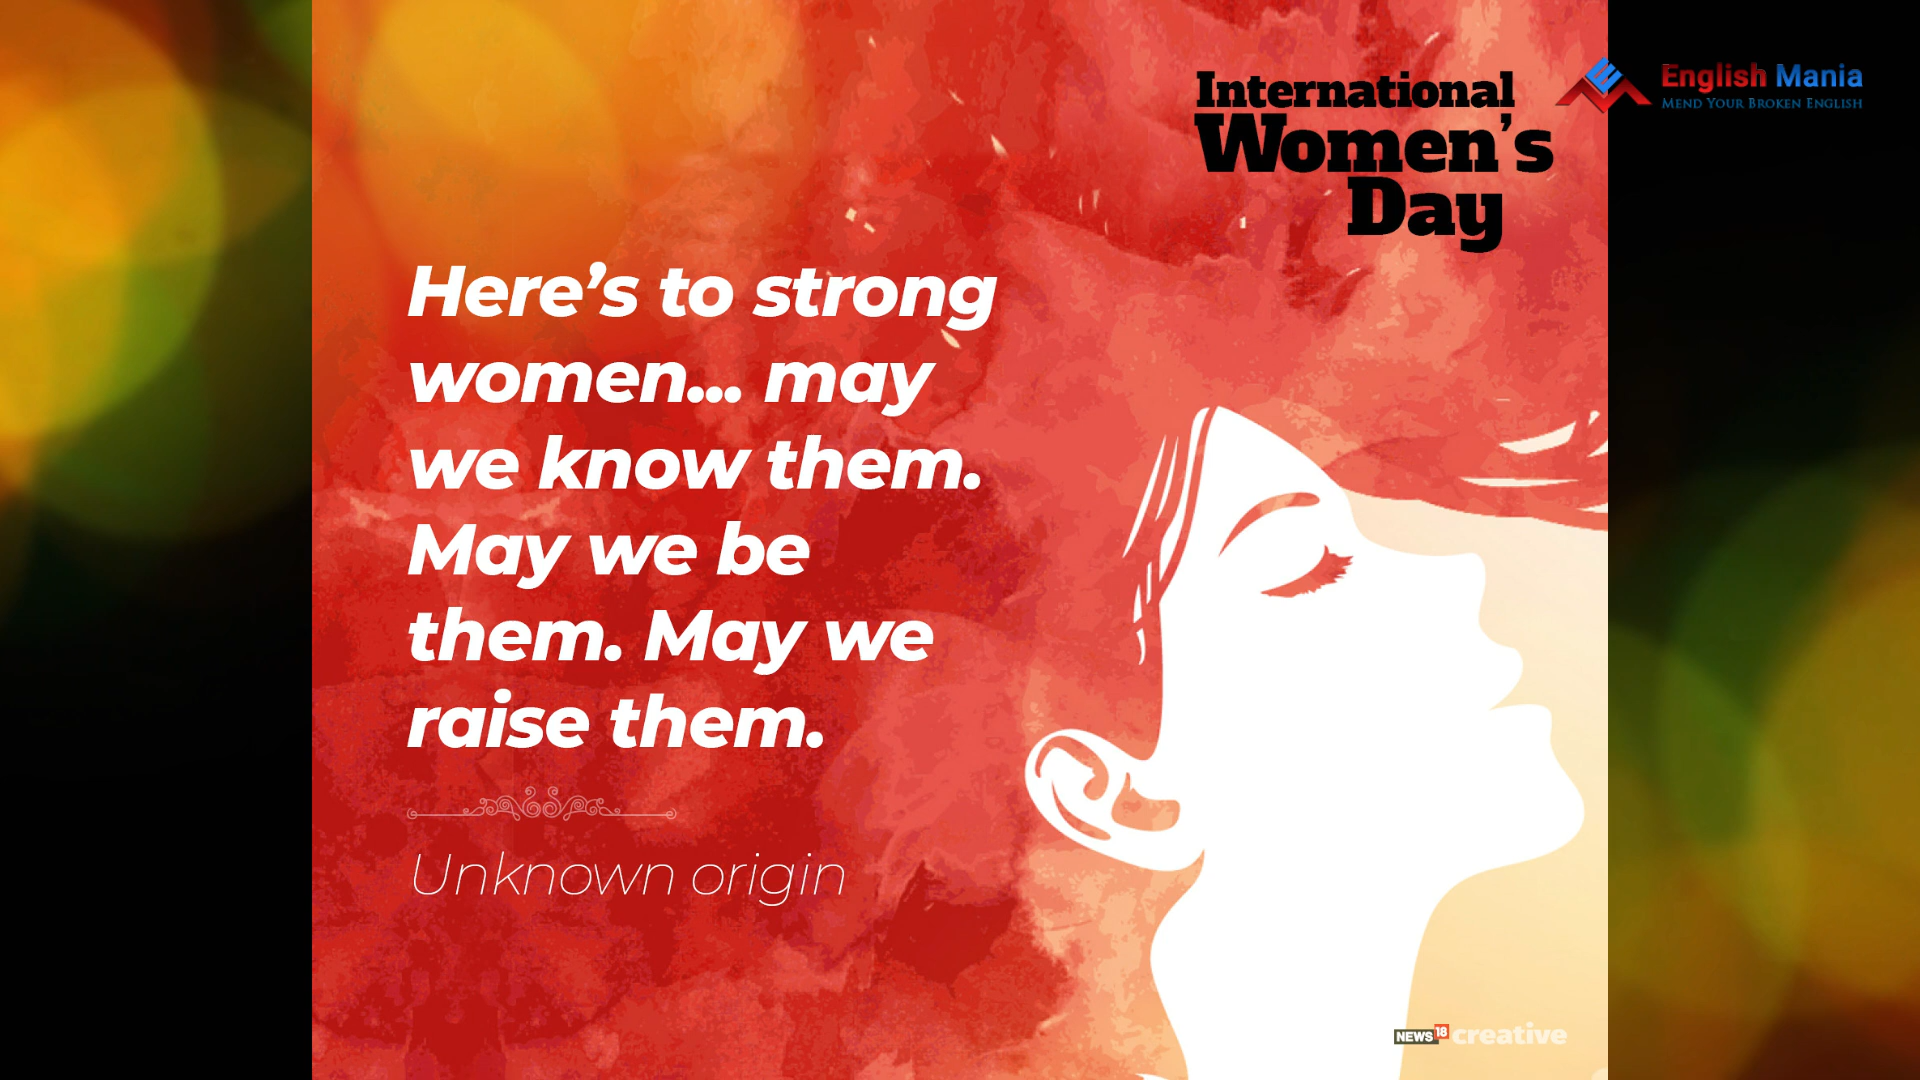 International
Women’s
Day
English Mania
Mend Your Broken English
Here’s to strong
women... may
we know them.
May we be
them. May we
raise them.
Unknown origin
NEWS18 creative